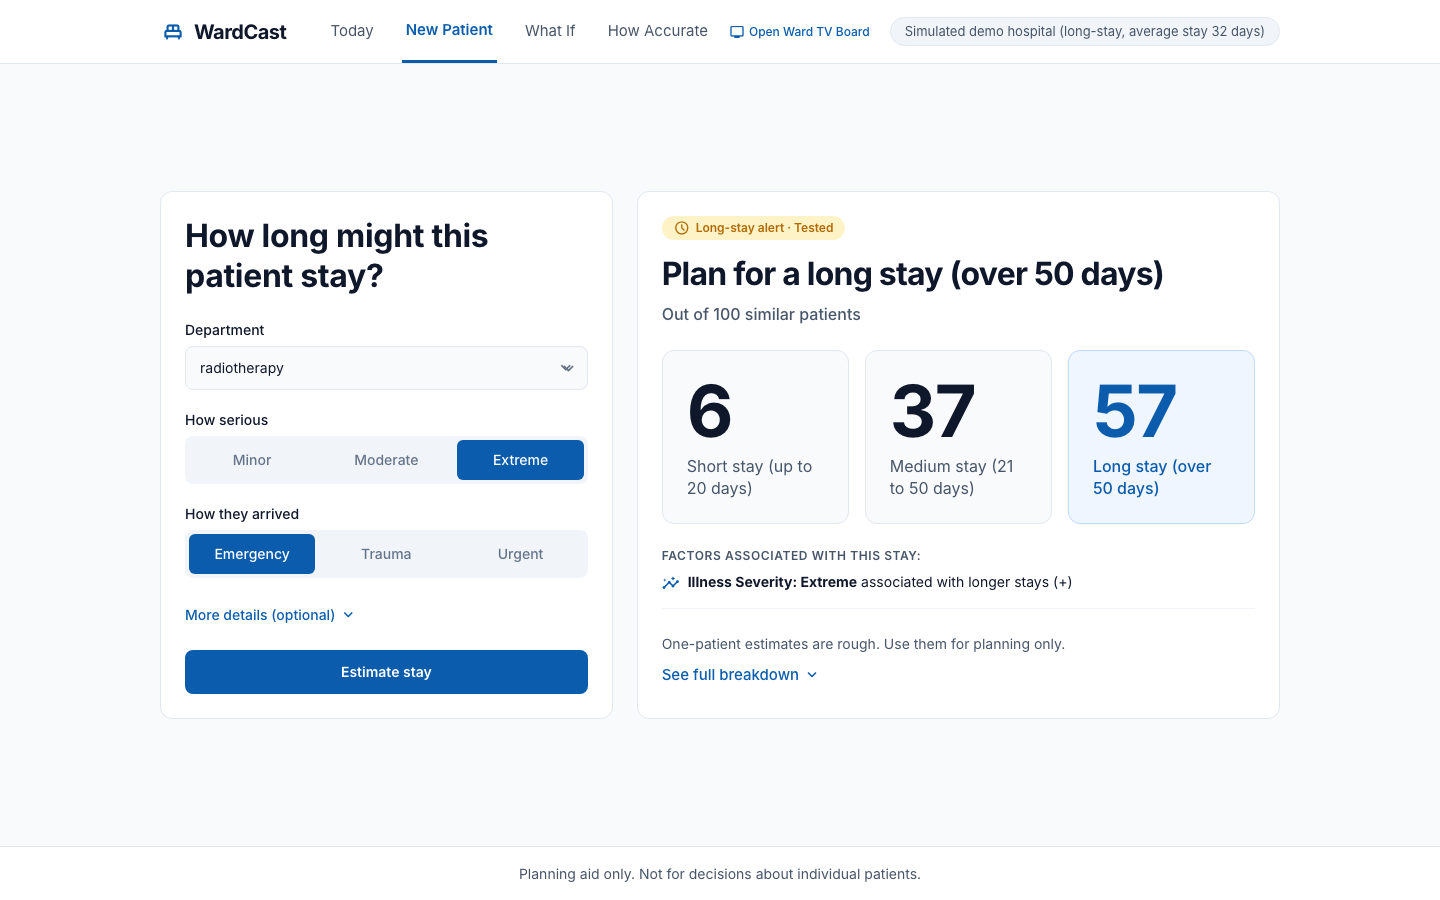 WardCast
Today
New Patient
What If
How Accurate
Open Ward TV Board
Simulated demo hospital (long-stay, average stay 32 days)
How long might this
patient stay?
Department
radiotherapy
How serious
Minor
Moderate
Extreme
How they arrived
Emergency
Trauma
Urgent
More details (optional)
Estimate stay
Long-stay alert · Tested
Plan for a long stay (over 50 days)
Out of 100 similar patients
6
Short stay (up to
20 days)
37
Medium stay (21
to 50 days)
57
Long stay (over
50 days)
FACTORS ASSOCIATED WITH THIS STAY:
Illness Severity: Extreme associated with longer stays (+)
One-patient estimates are rough. Use them for planning only.
See full breakdown
Planning aid only. Not for decisions about individual patients.